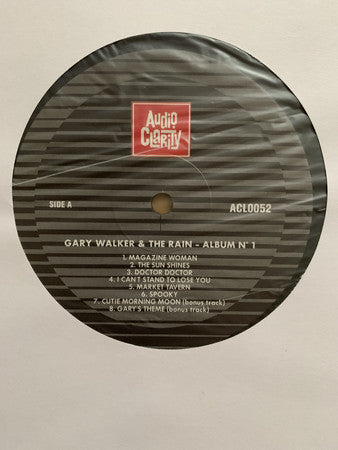 Audio
Clarity
SIDE A
ACL0052
GARY WALKER & THE RAIN - ALBUM N° 1
1. MAGAZINE WOMAN
2. THE SUN SHINES
3. DOCTOR DOCTOR
4. I CAN'T STAND TO LOSE YOU
5. MARKET TAVERN
6. SPOOKY
7. CUTIE MORNING MOON (bonus track)
8. GARY'S THEME (bonus track)